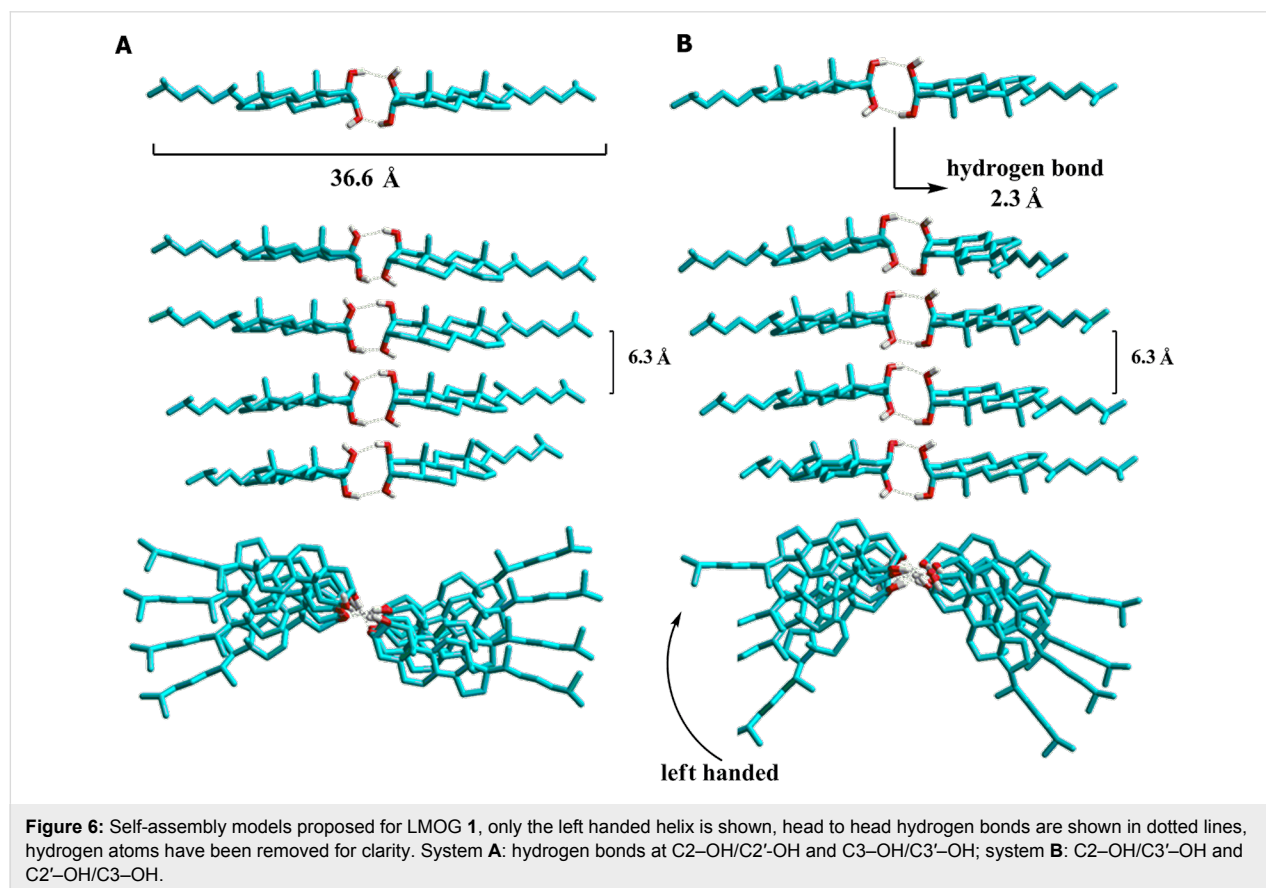 A
B
36.6 Å
hydrogen bond
2.3 Å
6.3 Å
6.3 Å
left handed
Figure 6: Self-assembly models proposed for LMOG 1, only the left handed helix is shown, head to head hydrogen bonds are shown in dotted lines,
hydrogen atoms have been removed for clarity. System A: hydrogen bonds at C2–OH/C2'-OH and C3–OH/C3'–OH; system B: C2–OH/C3'–OH and
C2'–OH/C3–OH.